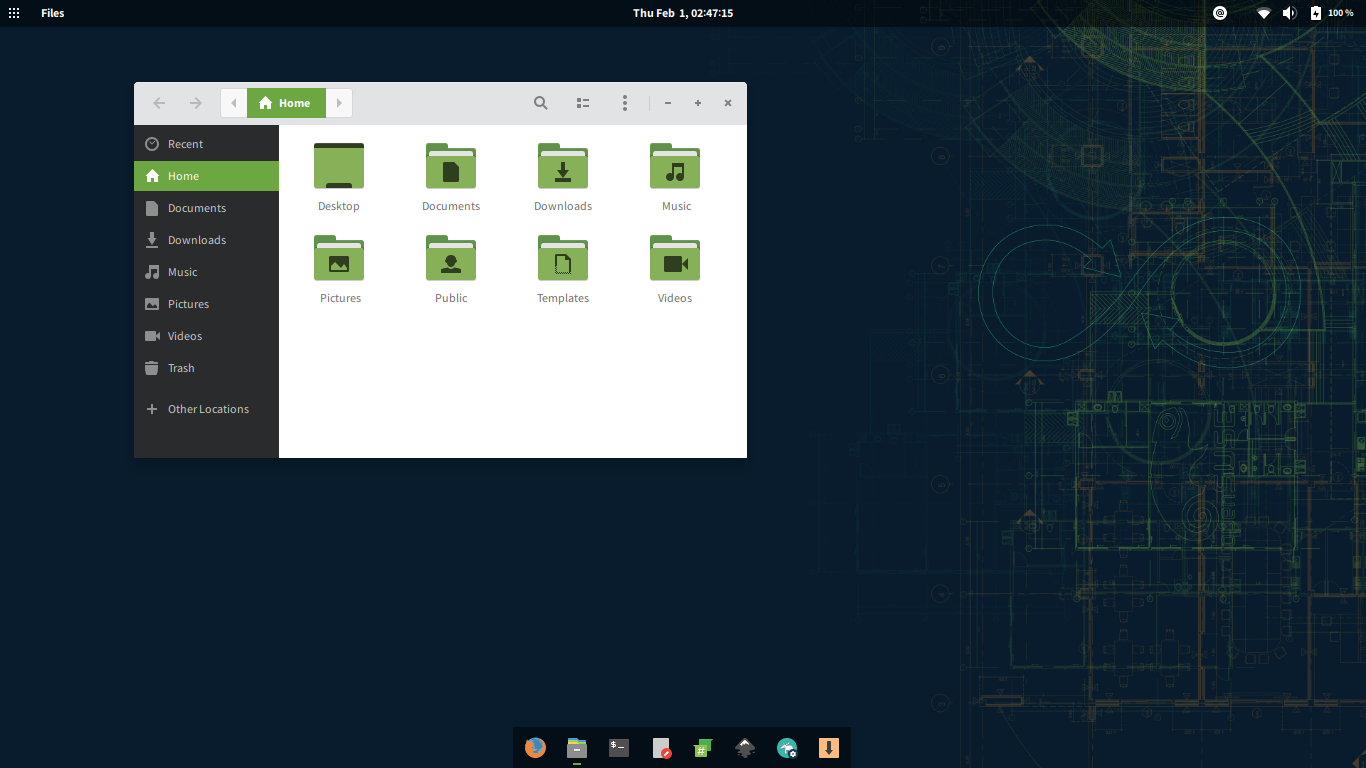 Files
Thu Feb 1, 02:47:15
100 %
Home
Recent
Home
Documents
Downloads
Music
Pictures
Videos
Trash
Other Locations
Desktop
Documents
Downloads
Music
Pictures
Public
Templates
Videos
openSUSE
$-
#